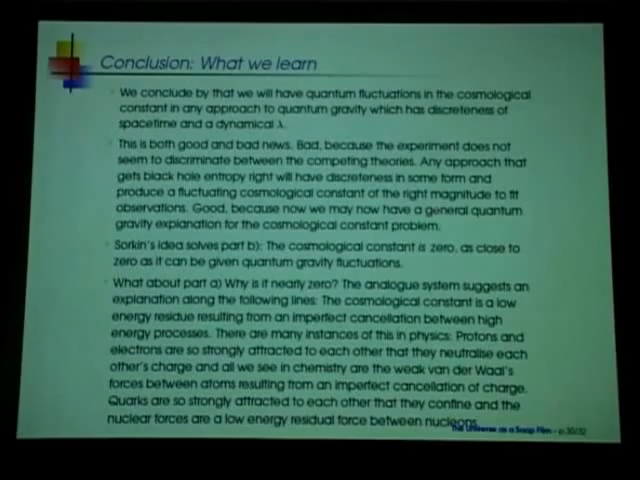 Conclusion: What we learn
We conclude by that we will have quantum fluctuations in the cosmological
constant in any approach to quantum gravity which has discreteness of
spacetime and a dynamical λ.
This is both good and bad news. Bad, because the experiment does not
seem to discriminate between the competing theories. Any approach that
gets black hole entropy right will have discreteness in some form and
produce a fluctuating cosmological constant of the right magnitude to fit
observations. Good, because now we may now have a general quantum
gravity explanation for the cosmological constant problem.
Sorkin's idea solves part b): The cosmological constant is zero, as close to
zero as it can be given quantum gravity fluctuations.
What about part a) Why is it nearly zero? The analogue system suggests an
explanation along the following lines: The cosmological constant is a low
energy residue resulting from an imperfect cancellation between high
energy processes. There are many instances of this in physics: Protons and
electrons are so strongly attracted to each other that they neutralise each
other's charge and all we see in chemistry are the weak van der Waal's
forces between atoms resulting from an imperfect cancellation of charge.
Quarks are so strongly attracted to each other that they confine and the
nuclear forces are a low energy residual force between nucleons.
The Universe as a Soap Film – p.30/32